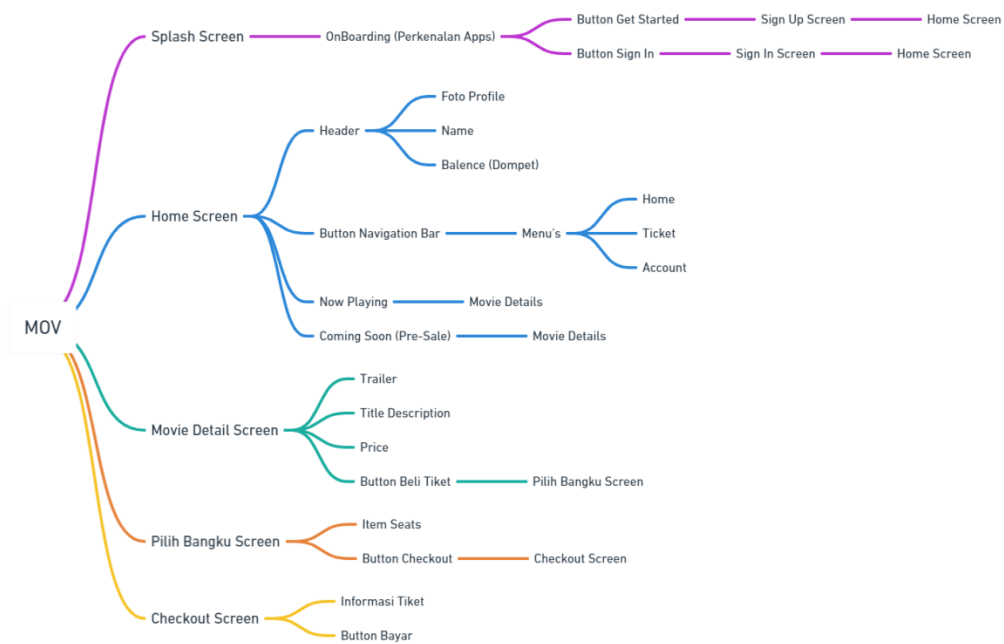 MOV
Splash Screen
OnBoarding (Perkenalan Apps)
Button Get Started
Sign Up Screen
Home Screen
Button Sign In
Sign In Screen
Home Screen
Home Screen
Header
Foto Profile
Name
Balence (Dompet)
Button Navigation Bar
Menu's
Home
Ticket
Account
Now Playing
Movie Details
Coming Soon (Pre-Sale)
Movie Details
Movie Detail Screen
Trailer
Title Description
Price
Button Beli Tiket
Pilih Bangku Screen
Pilih Bangku Screen
Item Seats
Button Checkout
Checkout Screen
Checkout Screen
Informasi Tiket
Button Bayar